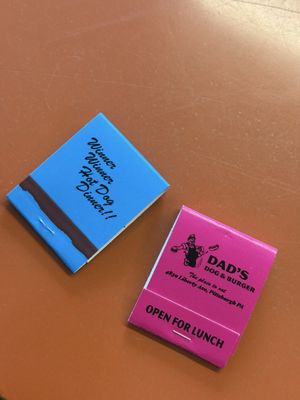 Winner
Winner
Hot Dog
Dinner!!
DAD'S
DOG & BURGER
The place to eat
Liberty Ave, Pittsburgh PA
OPEN FOR LUNCH